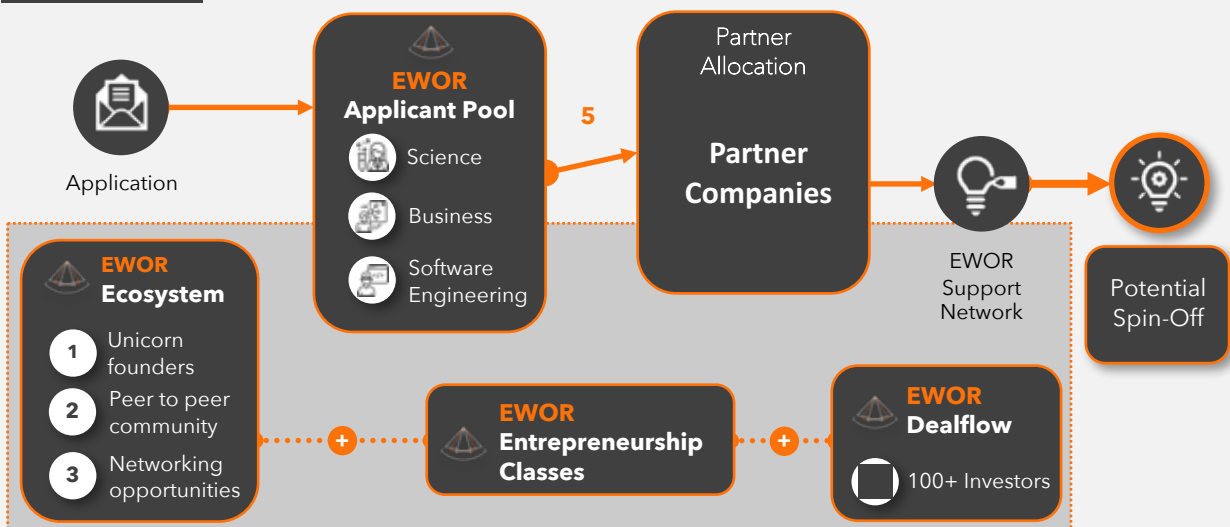 Application
EWOR
Applicant Pool
Science
Business
Software
Engineering
5
Partner
Allocation
Partner
Companies
EWOR
Support
Network
Potential
Spin-Off
EWOR
Ecosystem
1
Unicorn
founders
2
Peer to peer
community
3
Networking
opportunities
+
EWOR
Entrepreneurship
Classes
+
EWOR
Dealflow
100+ Investors